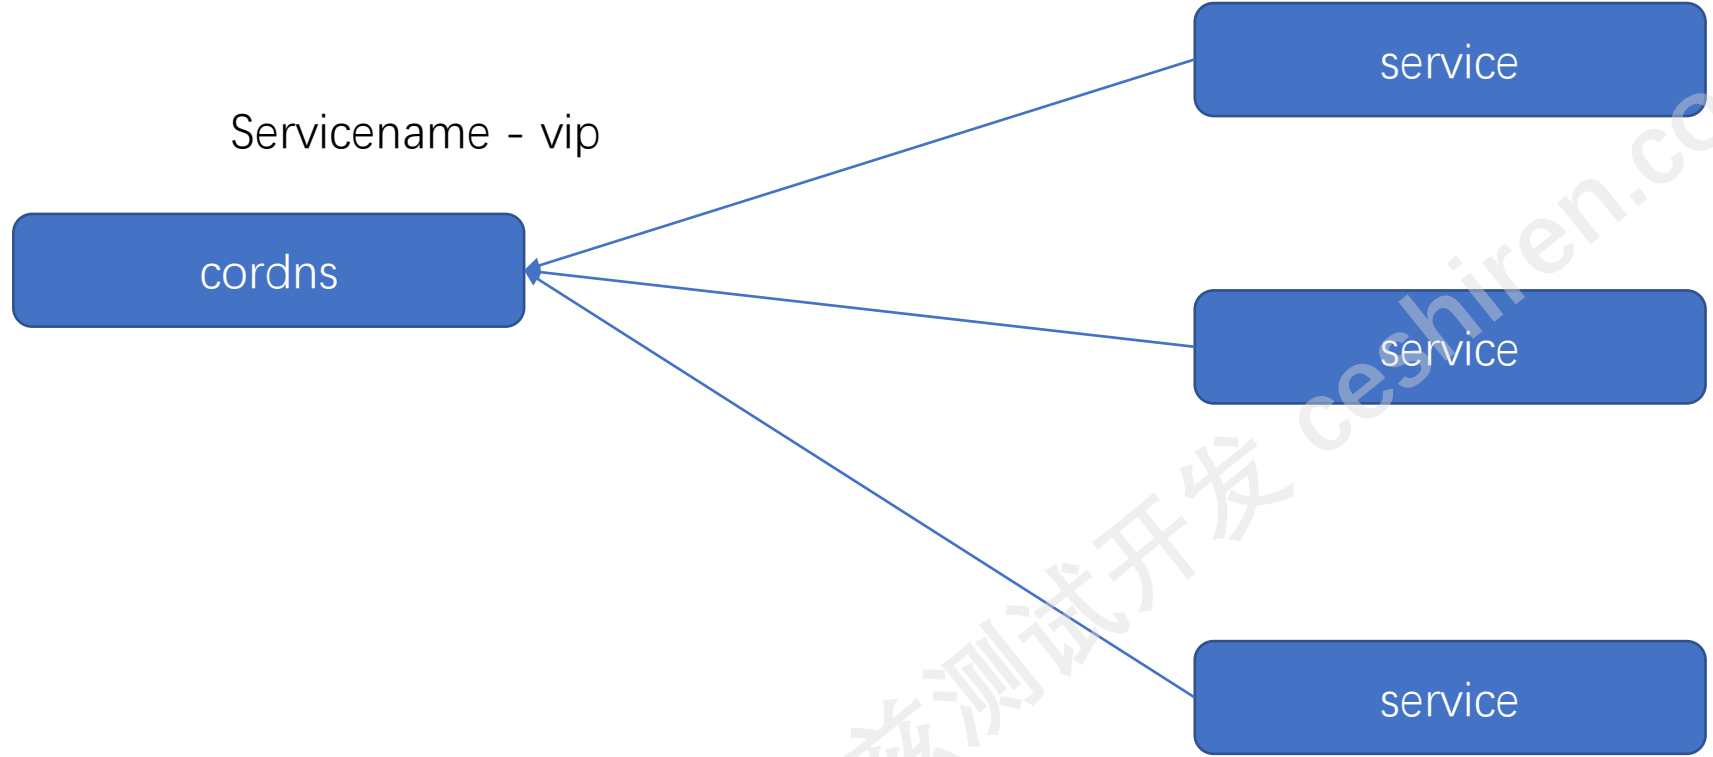 service
Servicename - vip
cordns
service
service
测试开发 ceshiren.co